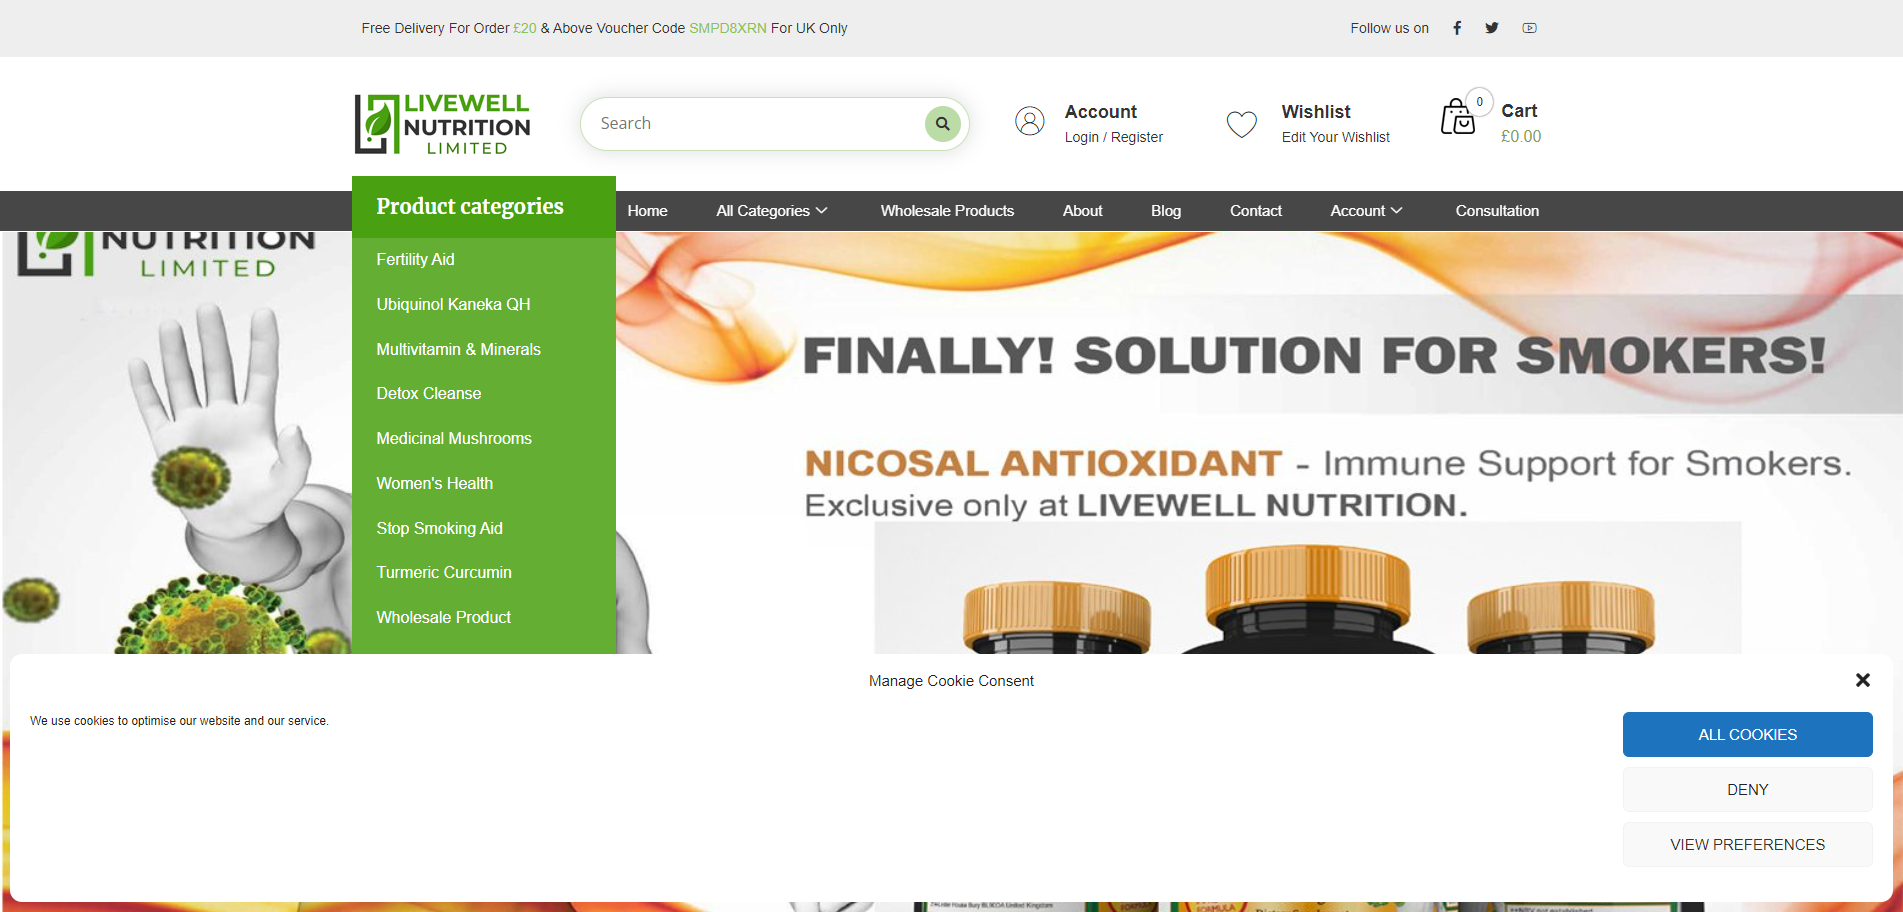 Free Delivery For Order £20 & Above Voucher Code SMPD8XRN For UK Only
Follow us on
LIVEWELL
NUTRITION
LIMITED
Search
Account
Login / Register
Wishlist
Edit Your Wishlist
0
Cart
£0.00
Product categories
Home
All Categories
Wholesale Products
About
Blog
Contact
Account
Consultation
NUTRITION
LIMITED
Fertility Aid
Ubiquinol Kaneka QH
Multivitamin & Minerals
Detox Cleanse
Medicinal Mushrooms
Women's Health
Stop Smoking Aid
Turmeric Curcumin
Wholesale Product
FINALLY! SOLUTION FOR SMOKERS!
NICOSAL ANTIOXIDANT - Immune Support for Smokers.
Exclusive only at LIVEWELL NUTRITION.
Manage Cookie Consent
We use cookies to optimise our website and our service.
ALL COOKIES
DENY
VIEW PREFERENCES
FORMULA